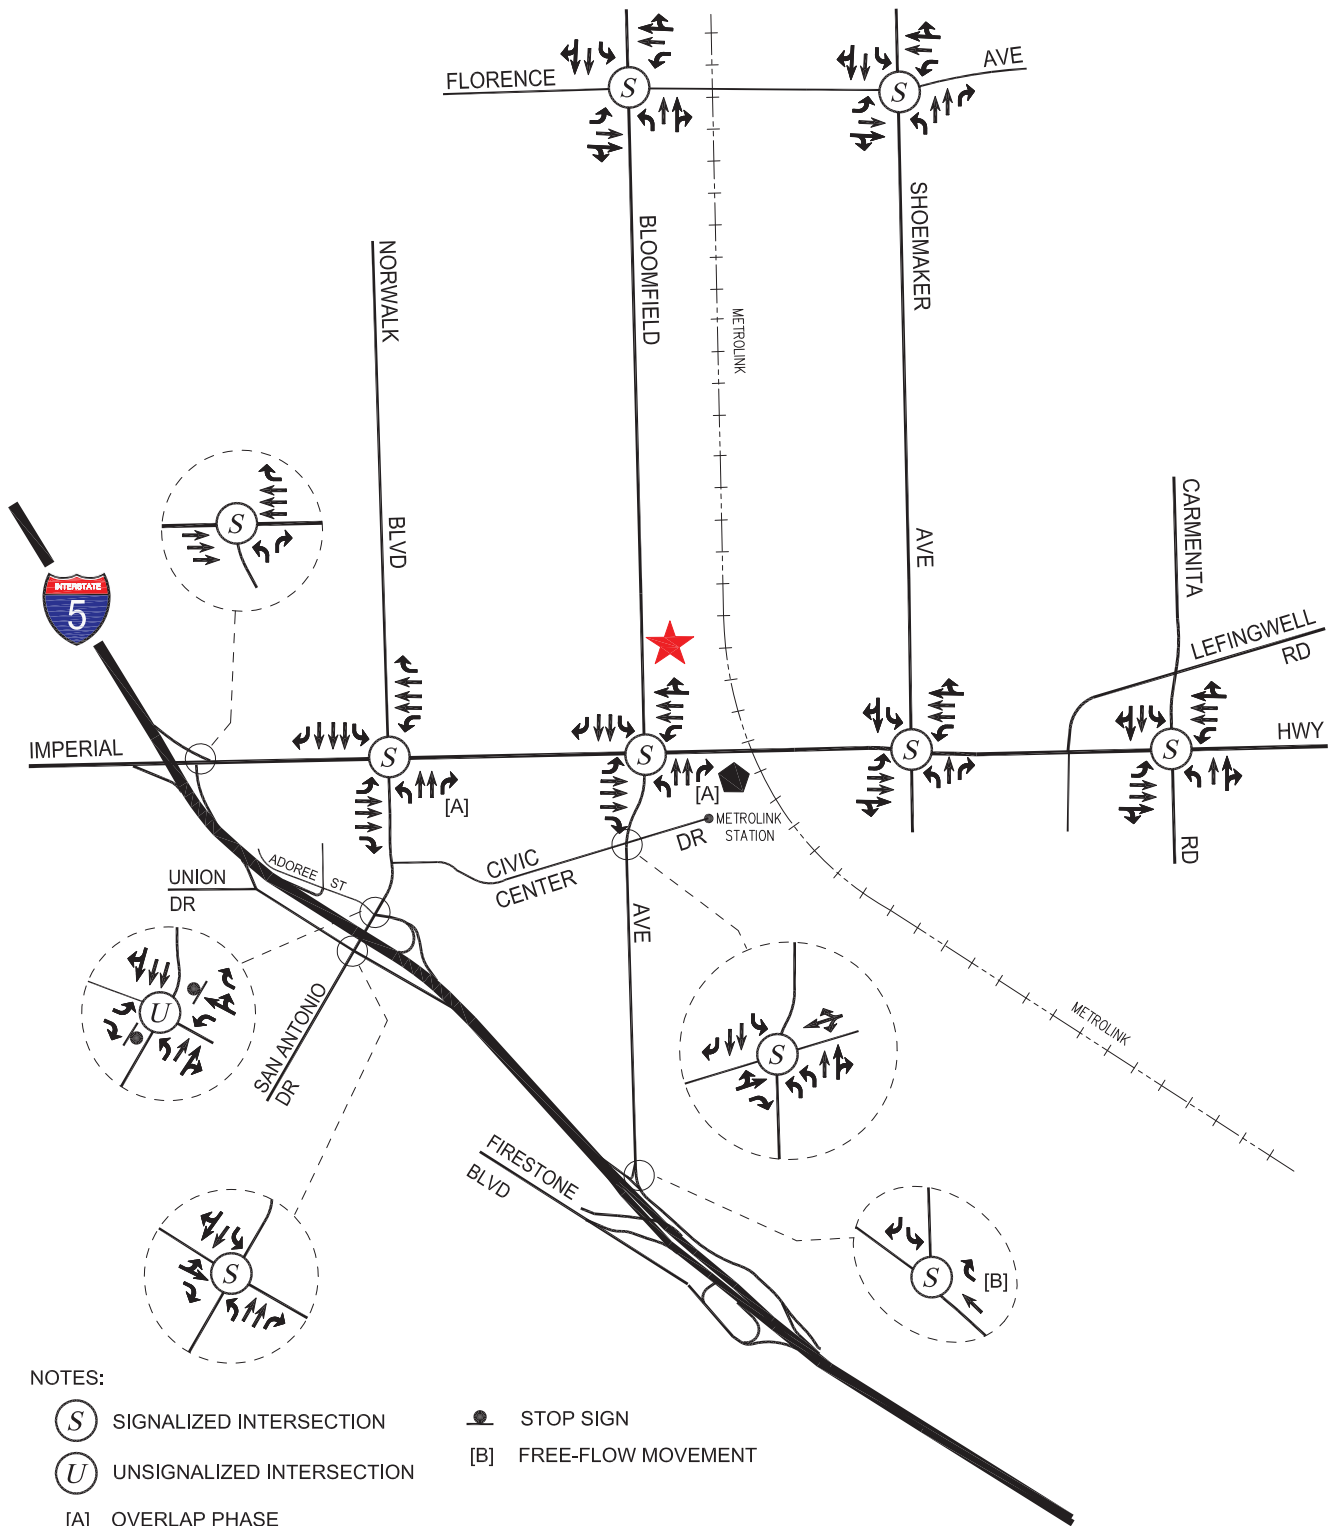 FLORENCE
AVE
S
S
NORWALK
BLVD
BLOOMFIELD
METROLINK
SHOEMAKER
AVE
CARMENITA
RD
LEFINGWELL
RD
S
INTERSTATE
5
IMPERIAL
HWY
S
S
S
S
[A]
[A]
METROLINK
STATION
CIVIC
CENTER
DR
AVE
UNION
DR
ADOREE ST
U
SAN ANTONIO
DR
S
METROLINK
FIRESTONE
BLVD
S
S
[B]
NOTES:
S SIGNALIZED INTERSECTION
U UNSIGNALIZED INTERSECTION
[A] OVERLAP PHASE
STOP SIGN
[B] FREE-FLOW MOVEMENT